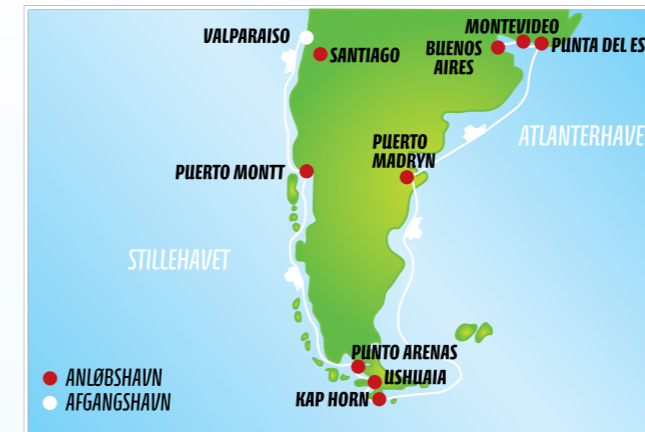 MONTEVIDEO
VALPARAISO
BUENOS
AIRES
PUNTA DEL ES
SANTIAGO
ATLANTERHAVE
PUERTO
MADRYN
PUERTO MONTT
STILLEHAVET
PUNTO ARENAS
USHUAIA
KAP HORN
ANLØBSHAVN
AFGANGSHAVN